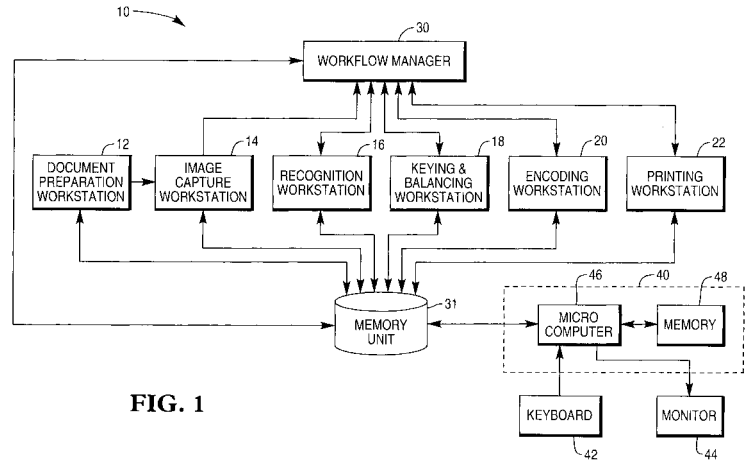 10
30
WORKFLOW MANAGER
12
DOCUMENT
PREPARATION
WORKSTATION
14
IMAGE
CAPTURE
WORKSTATION
16
RECOGNITION
WORKSTATION
18
KEYING &
BALANCING
WORKSTATION
20
ENCODING
WORKSTATION
22
PRINTING
WORKSTATION
31
MEMORY
UNIT
40
46
MICRO
COMPUTER
48
MEMORY
KEYBOARD
42
MONITOR
44
FIG. 1